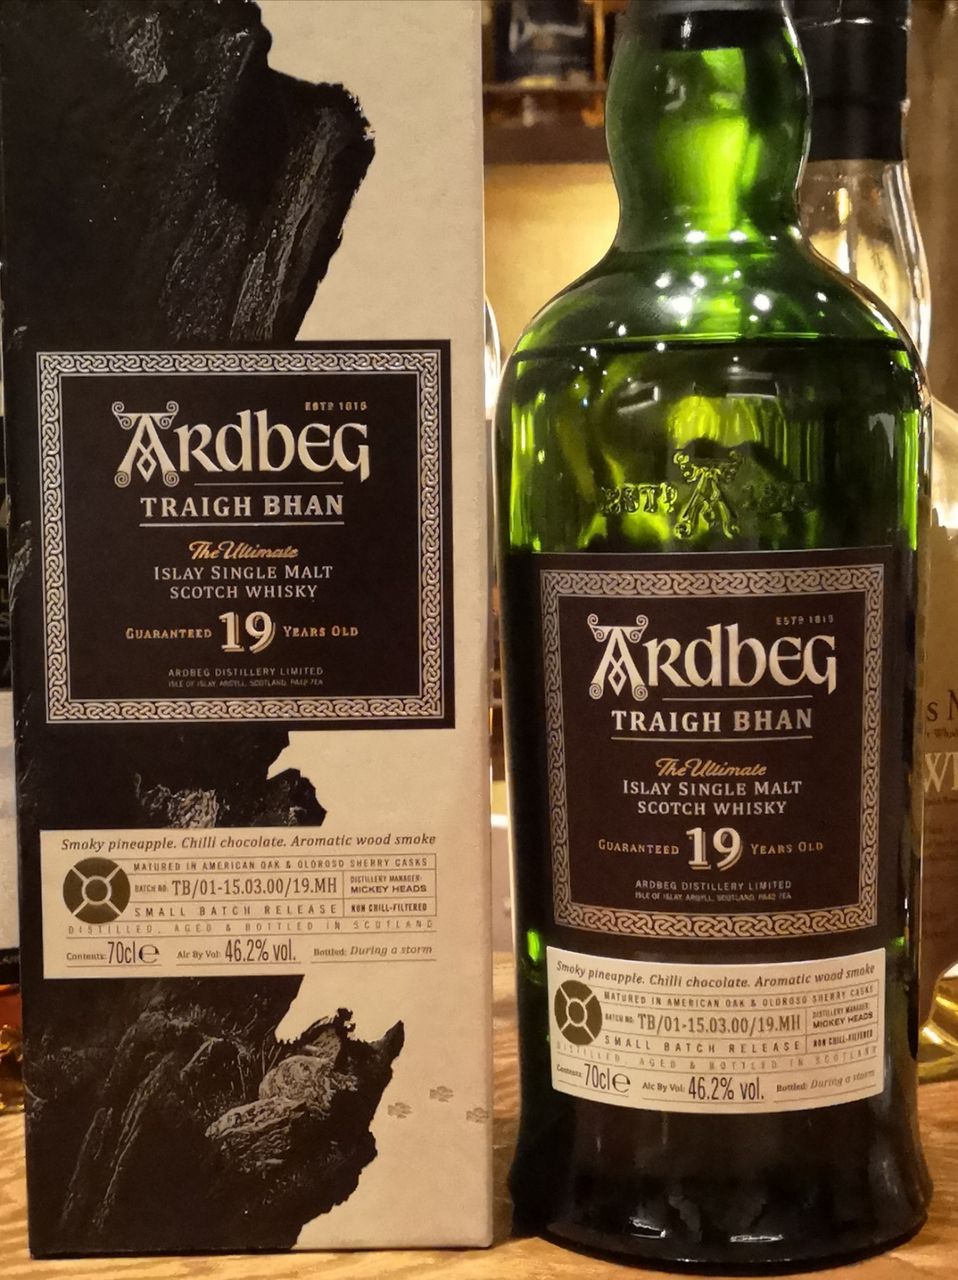 ESTD 1815
ARDBEG
TRAIGH BHAN
The Ultimate
ISLAY SINGLE MALT
SCOTCH WHISKY
GUARANTEED 19 YEARS OLD
ARDBEG DISTILLERY LIMITED
ISLE OF ISLAY, ARGYLL, SCOTLAND, PA42 7EA
Smoky pineapple. Chilli chocolate. Aromatic wood smoke
MATURED IN AMERICAN OAK & OLOROSO SHERRY CASKS
BATCH NO: TB/01-15.03.00/19.MH
DISTILLERY MANAGER:
MICKEY HEADS
SMALL BATCH RELEASE
NON CHILL-FILTERED
DISTILLED, AGED & BOTTLED IN SCOTLAND
Contents: 70cl e Alc By Vol: 46.2% vol. Bottled: During a storm
ESTD A
ESTD 1815
ARDBEG
TRAIGH BHAN
The Ultimate
ISLAY SINGLE MALT
SCOTCH WHISKY
GUARANTEED 19 YEARS OLD
ARDBEG DISTILLERY LIMITED
ISLE OF ISLAY, ARGYLL, SCOTLAND, PA42 7EA
Smoky pineapple. Chilli chocolate. Aromatic wood smoke
MATURED IN AMERICAN OAK & OLOROSO SHERRY CASKS
BATCH NO: TB/01-15.03.00/19.MH
DISTILLERY MANAGER:
MICKEY HEADS
SMALL BATCH RELEASE
NON CHILL-FILTERED
DISTILLED, AGED & BOTTLED IN SCOTLAND
Contents: 70cl e Alc By Vol: 46.2% vol. Bottled: During a storm